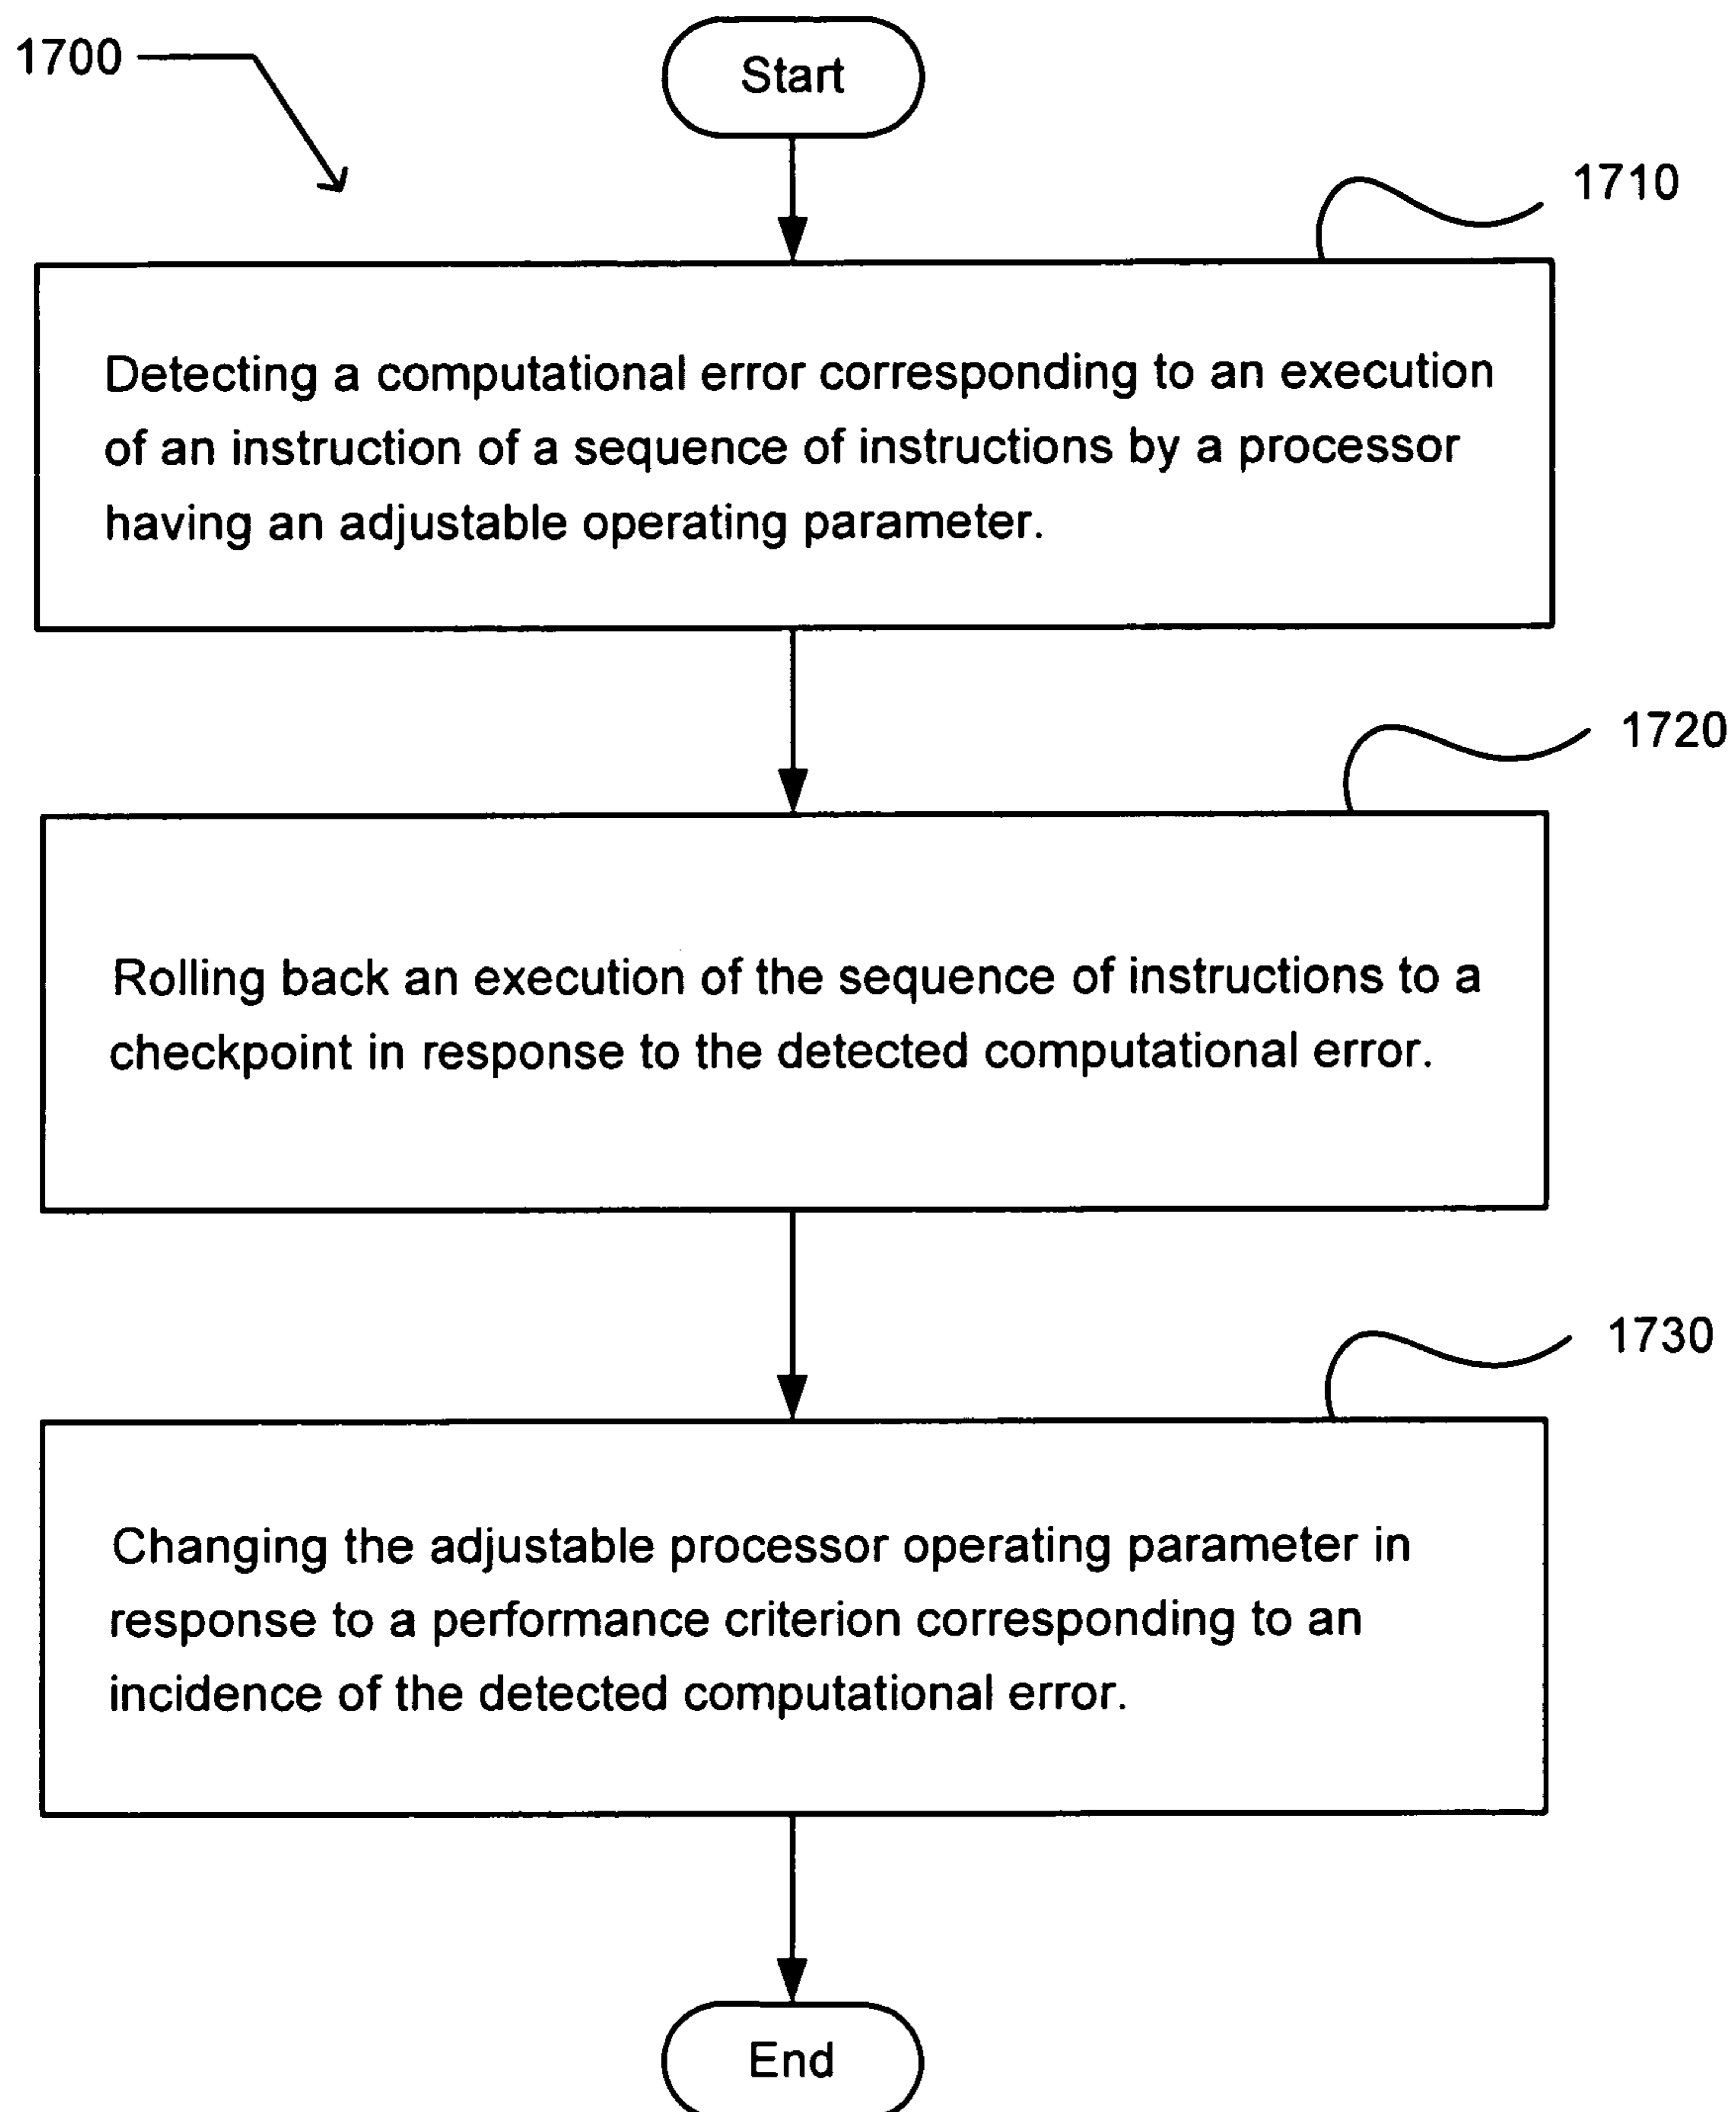 1700
Start
1710
Detecting a computational error corresponding to an execution
of an instruction of a sequence of instructions by a processor
having an adjustable operating parameter.
1720
Rolling back an execution of the sequence of instructions to a
checkpoint in response to the detected computational error.
1730
Changing the adjustable processor operating parameter in
response to a performance criterion corresponding to an
incidence of the detected computational error.
End